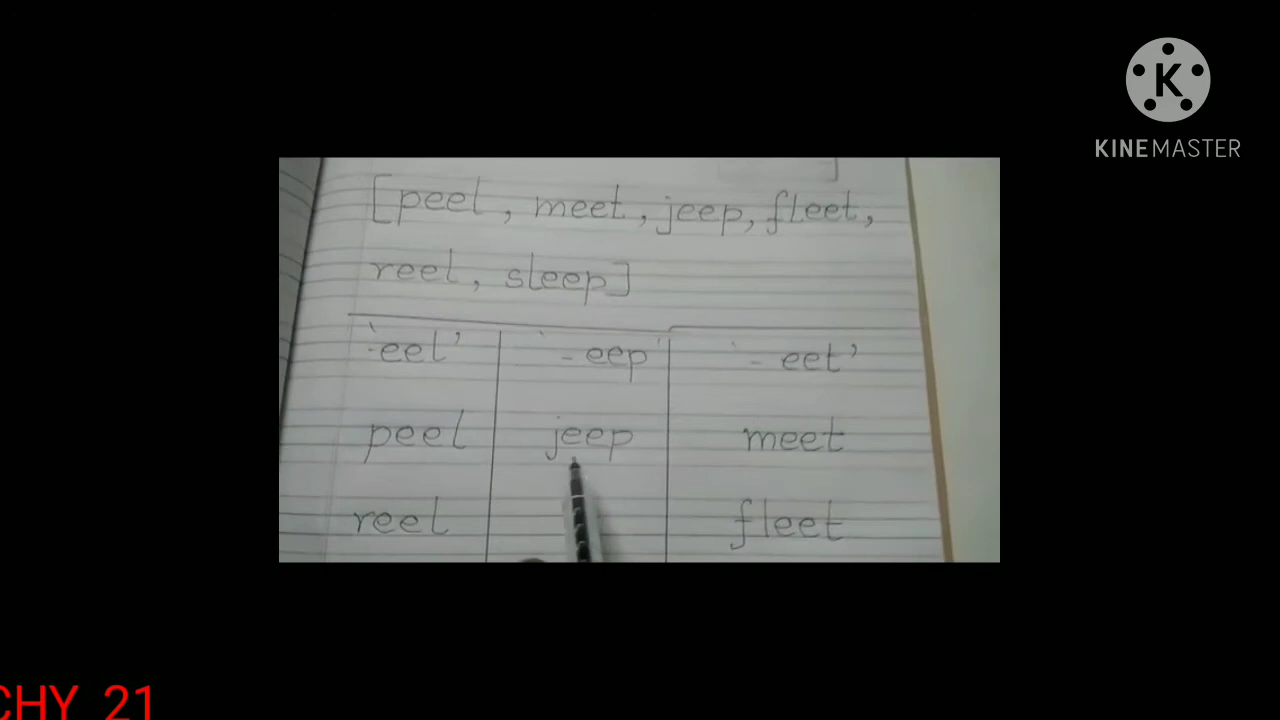 KINEMASTER
[peel, meet, jeep, fleet,
reel, sleep]
'-eel' '-eep' '-eet'
peel jeep meet
reel fleet
CHY 21